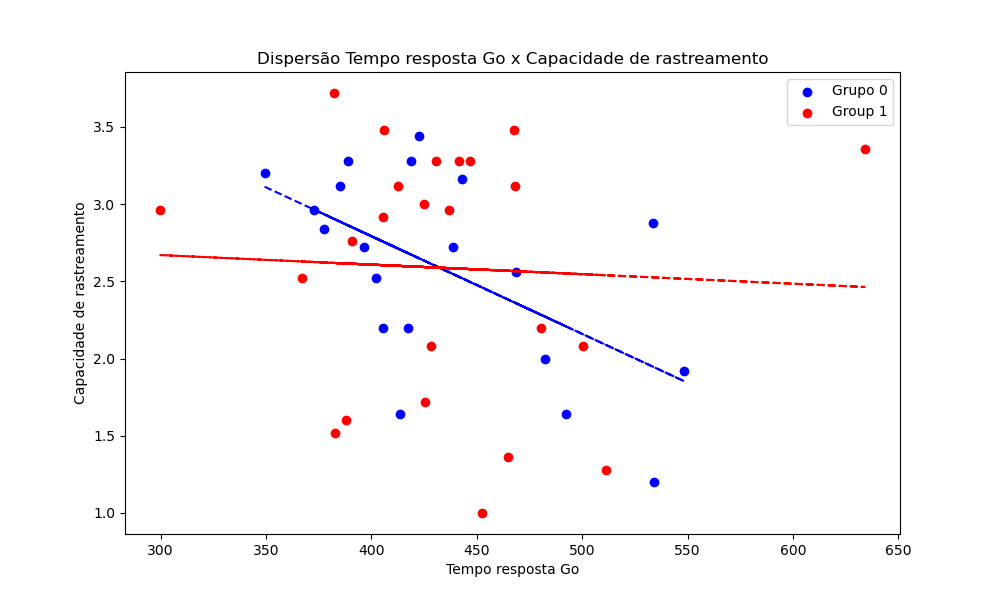 Dispersão Tempo resposta Go x Capacidade de rastreamento
Grupo 0
Group 1
Capacidade de rastreamento
3.5
3.0
2.5
2.0
1.5
1.0
300 350 400 450 500 550 600 650
Tempo resposta Go